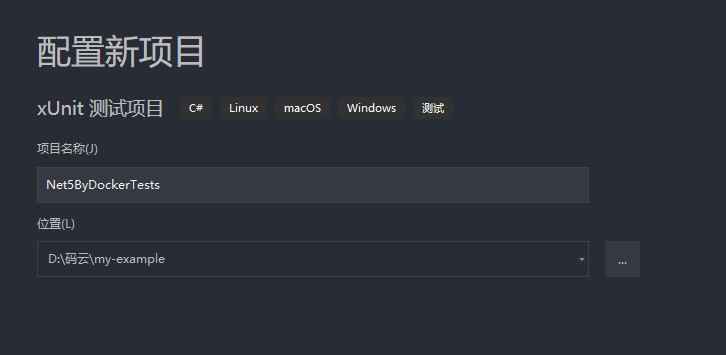 配置新项目
xUnit 测试项目 C# Linux macOS Windows 测试
项目名称(J)
Net5ByDockerTests
位置(L)
D:\码云\my-example ...